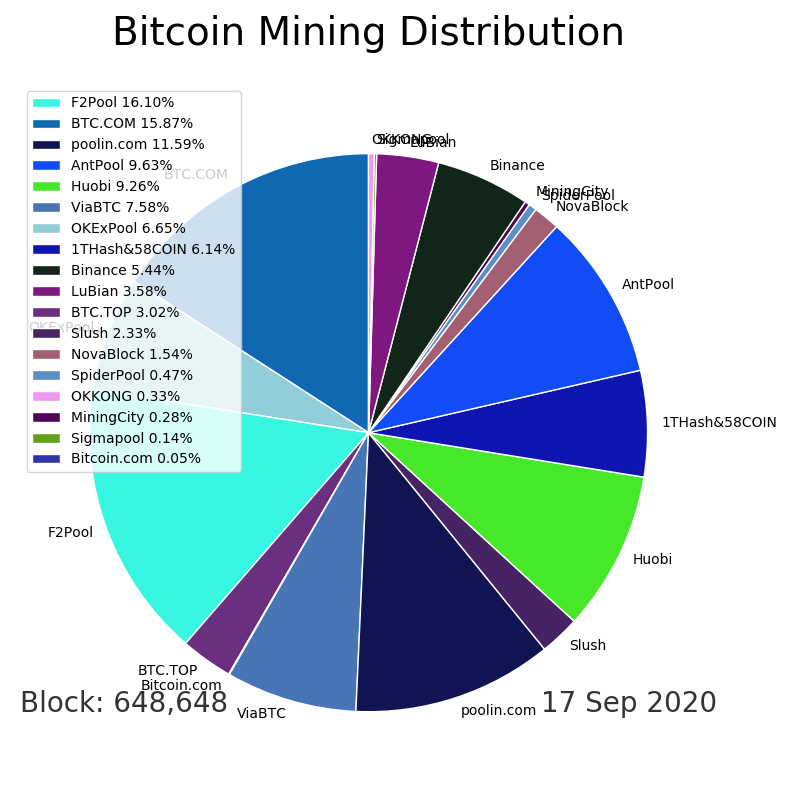 Bitcoin Mining Distribution
F2Pool 16.10%
BTC.COM 15.87%
poolin.com 11.59%
AntPool 9.63%
Huobi 9.26%
ViaBTC 7.58%
OKExPool 6.65%
1THash&58COIN 6.14%
Binance 5.44%
LuBian 3.58%
BTC.TOP 3.02%
Slush 2.33%
NovaBlock 1.54%
SpiderPool 0.47%
OKKONG 0.33%
MiningCity 0.28%
Sigmapool 0.14%
Bitcoin.com 0.05%
OKKONG
Sigmapool
LuBian
Binance
MiningCity
SpiderPool
NovaBlock
AntPool
1THash&58COIN
Huobi
Slush
poolin.com
ViaBTC
Bitcoin.com
BTC.TOP
F2Pool
OKExPool
BTC.COM
Block: 648,648
17 Sep 2020